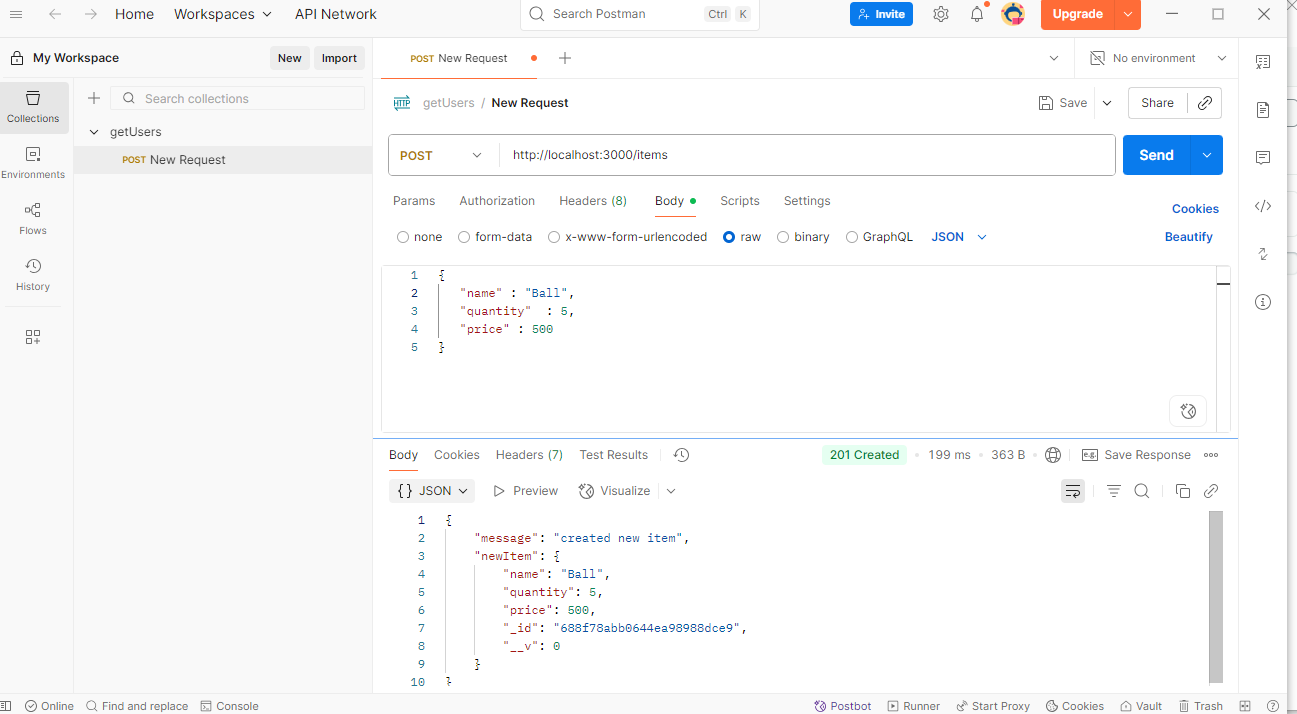 Home Workspaces API Network Search Postman Ctrl K Invite Upgrade
My Workspace New Import POST New Request No environment
Collections
Environments
Flows
History
Search collections
getUsers
POST New Request
HTTP getUsers / New Request Save Share
POST http://localhost:3000/items Send
Params Authorization Headers (8) Body Scripts Settings Cookies
none form-data x-www-form-urlencoded raw binary GraphQL JSON Beautify
1 {
2 "name" : "Ball",
3 "quantity"  : 5,
4 "price" : 500
5 }
Body Cookies Headers (7) Test Results 201 Created 199 ms 363 B e.g. Save Response
{} JSON Preview Visualize
1 {
2 "message": "created new item",
3 "newItem": {
4 "name": "Ball",
5 "quantity": 5,
6 "price": 500,
7 "_id": "688f78abb0644ea98988dce9",
8 "__v": 0
9 }
10 }
Online Find and replace Console Postbot Runner Start Proxy Cookies Vault Trash